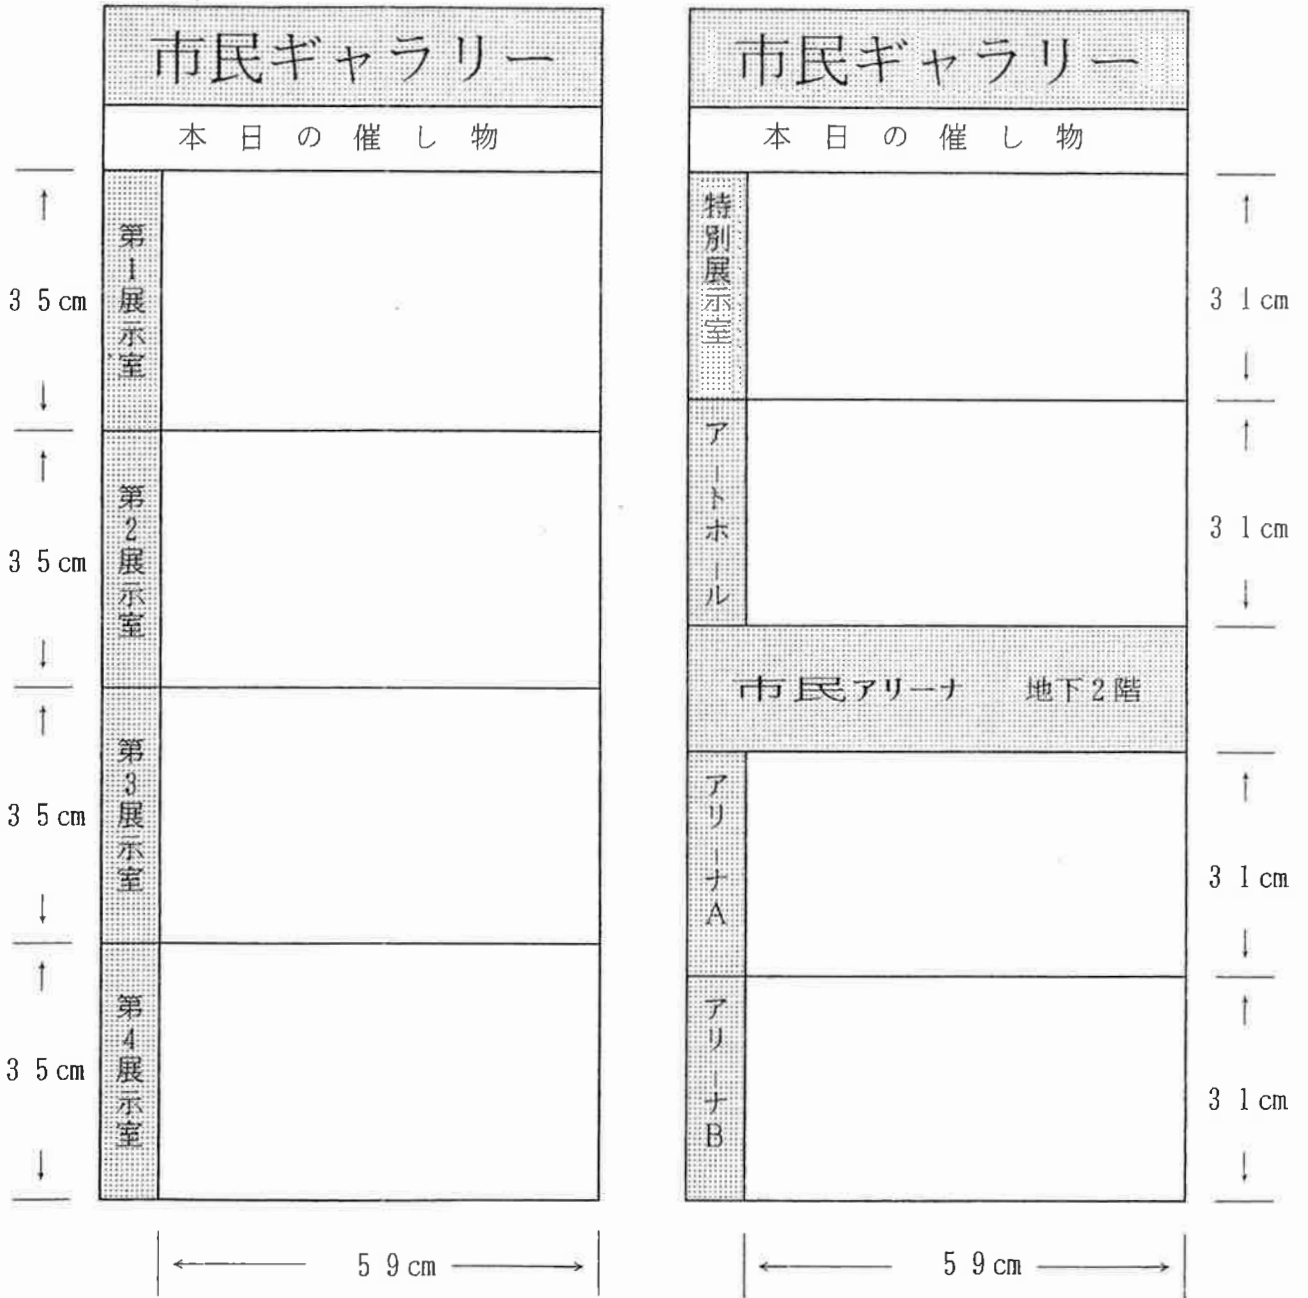 市民ギャラリー
本日の催し物
第1展示室
35cm
第2展示室
35cm
第3展示室
35cm
第4展示室
35cm
59cm
市民ギャラリー
本日の催し物
特別展示室
31cm
アートホール
31cm
市民アリーナ 地下2階
アリーナA
31cm
アリーナB
31cm
59cm